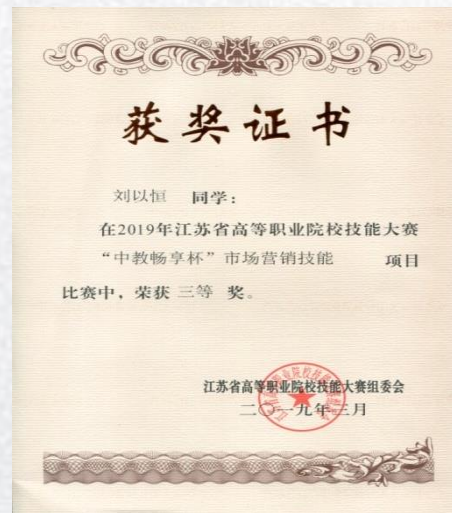 获奖证书
刘以恒 同学：
在2019年江苏省高等职业院校技能大赛
“中教畅享杯”市场营销技能 项目
比赛中，荣获 三等 奖。
江苏省高等职业院校技能大赛组委会
二〇一九年三月